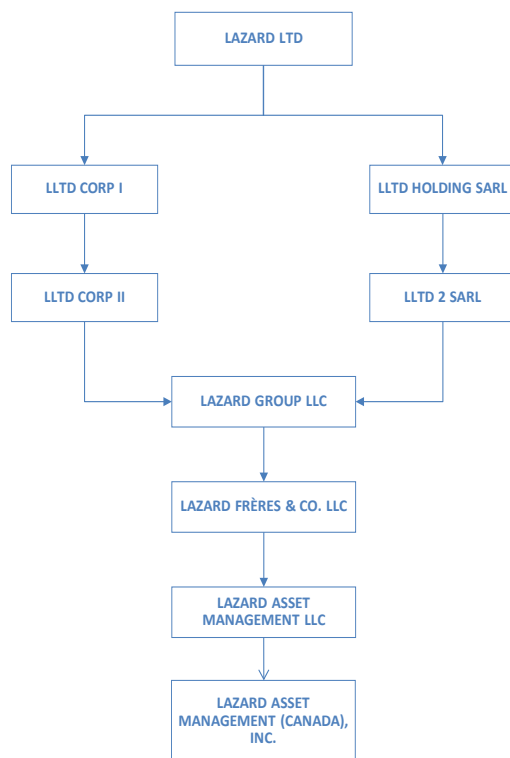 LAZARD LTD
LLTD CORP I
LLTD HOLDING SARL
LLTD CORP II
LLTD 2 SARL
LAZARD GROUP LLC
LAZARD FRÈRES & CO. LLC
LAZARD ASSET
MANAGEMENT LLC
LAZARD ASSET
MANAGEMENT (CANADA),
INC.